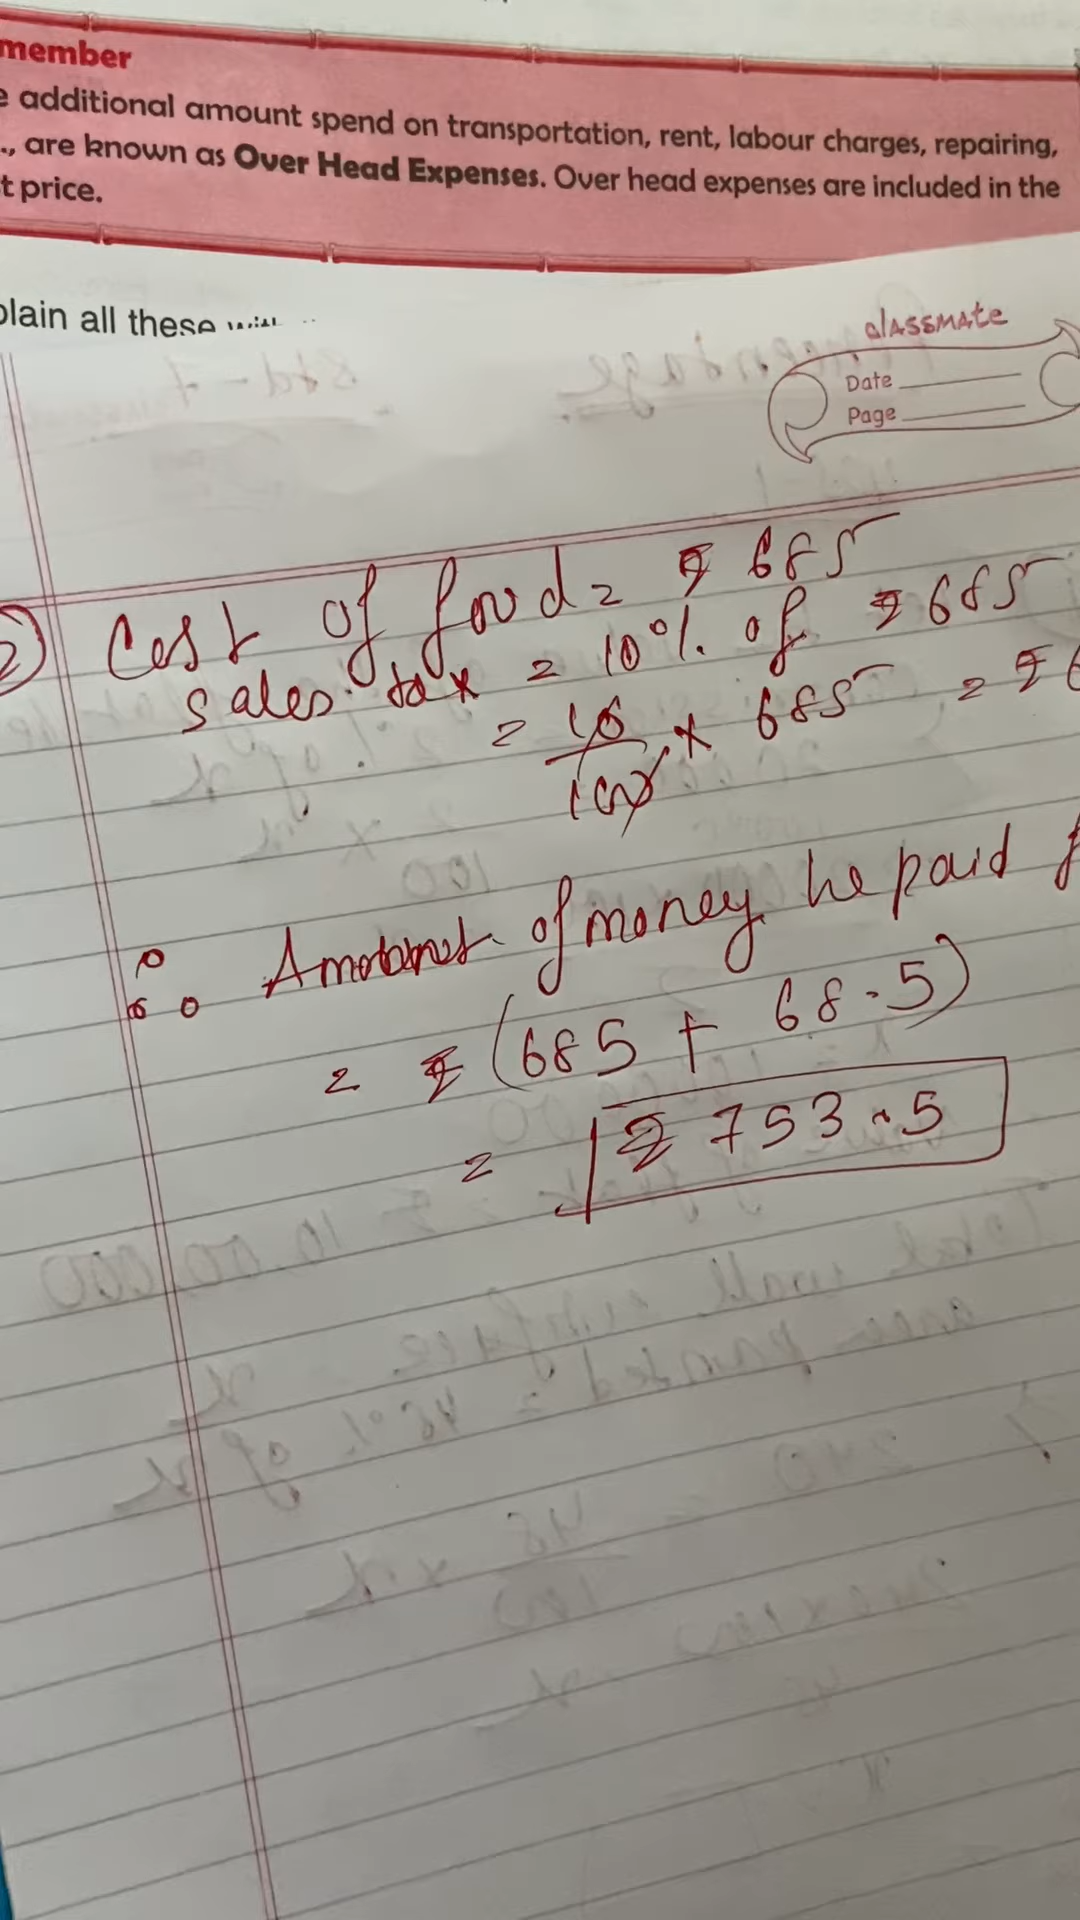 member
additional amount spend on transportation, rent, labour charges, repairing,
., are known as Over Head Expenses. Over head expenses are included in the
t price.
plain all these
classmate
Date
Page
2) Cost of food = ₹ 685
sales tax = 10% of ₹ 685
= 10/100 × 685 = ₹ 6
∴ Amount of money he paid f
= ₹ (685 + 68.5)
= ₹ 753.5